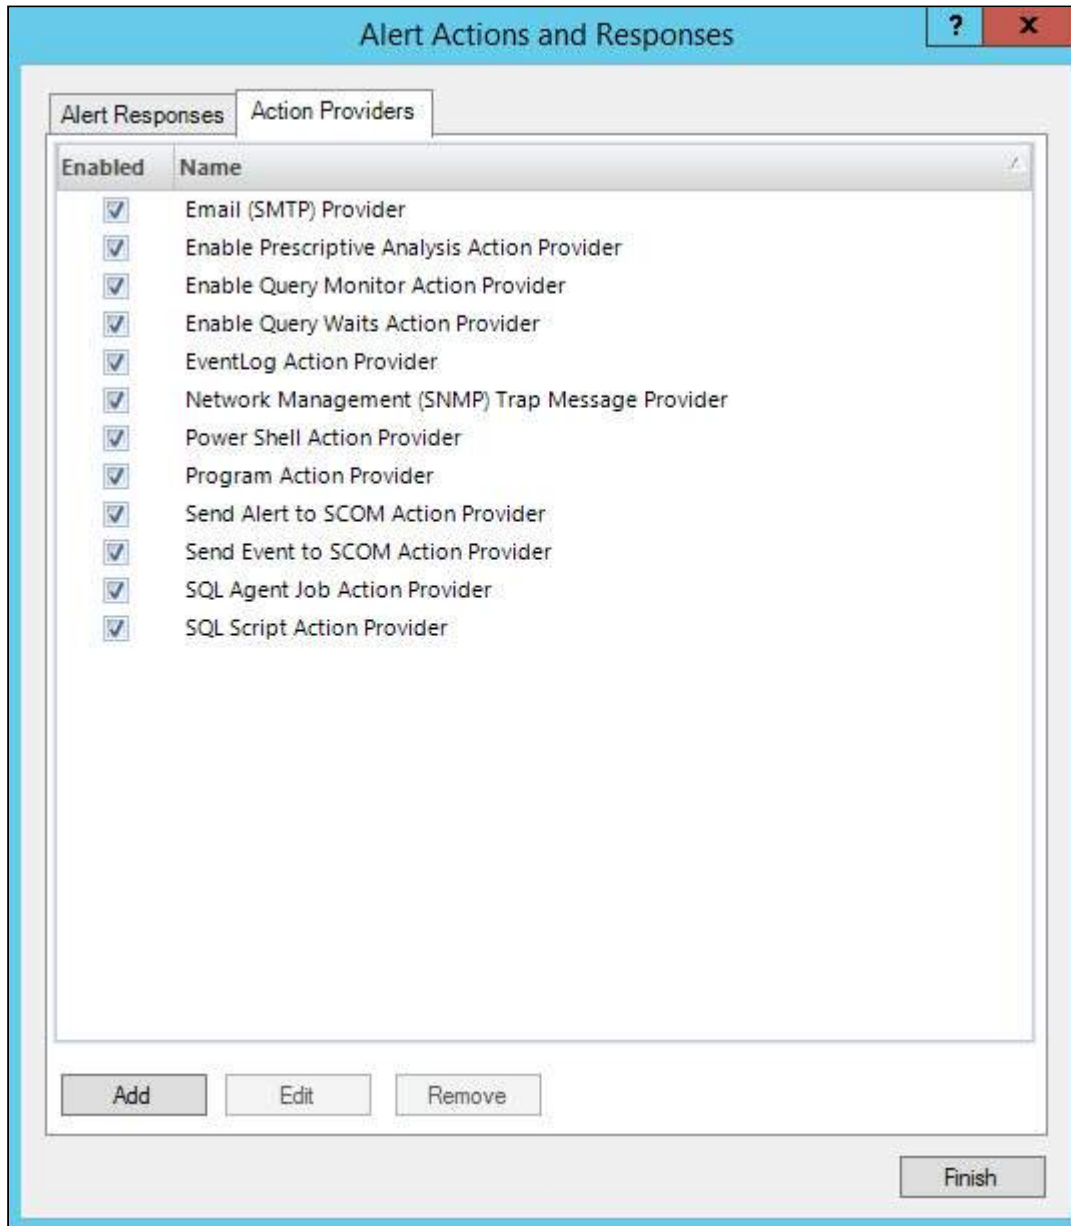 Alert Actions and Responses
? x
Alert Responses Action Providers
Enabled Name
Email (SMTP) Provider
Enable Prescriptive Analysis Action Provider
Enable Query Monitor Action Provider
Enable Query Waits Action Provider
EventLog Action Provider
Network Management (SNMP) Trap Message Provider
Power Shell Action Provider
Program Action Provider
Send Alert to SCOM Action Provider
Send Event to SCOM Action Provider
SQL Agent Job Action Provider
SQL Script Action Provider
Add Edit Remove
Finish